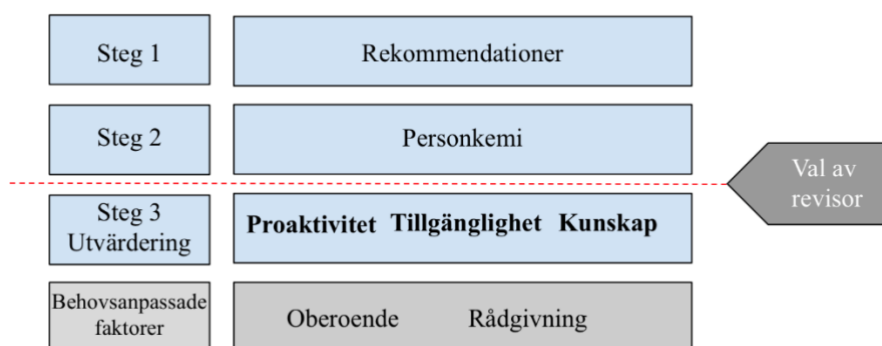 Steg 1
Rekommendationer
Steg 2
Personkemi
Val av
revisor
Steg 3
Utvärdering
Proaktivitet Tillgänglighet Kunskap
Behovsanpassade
faktorer
Oberoende Rådgivning